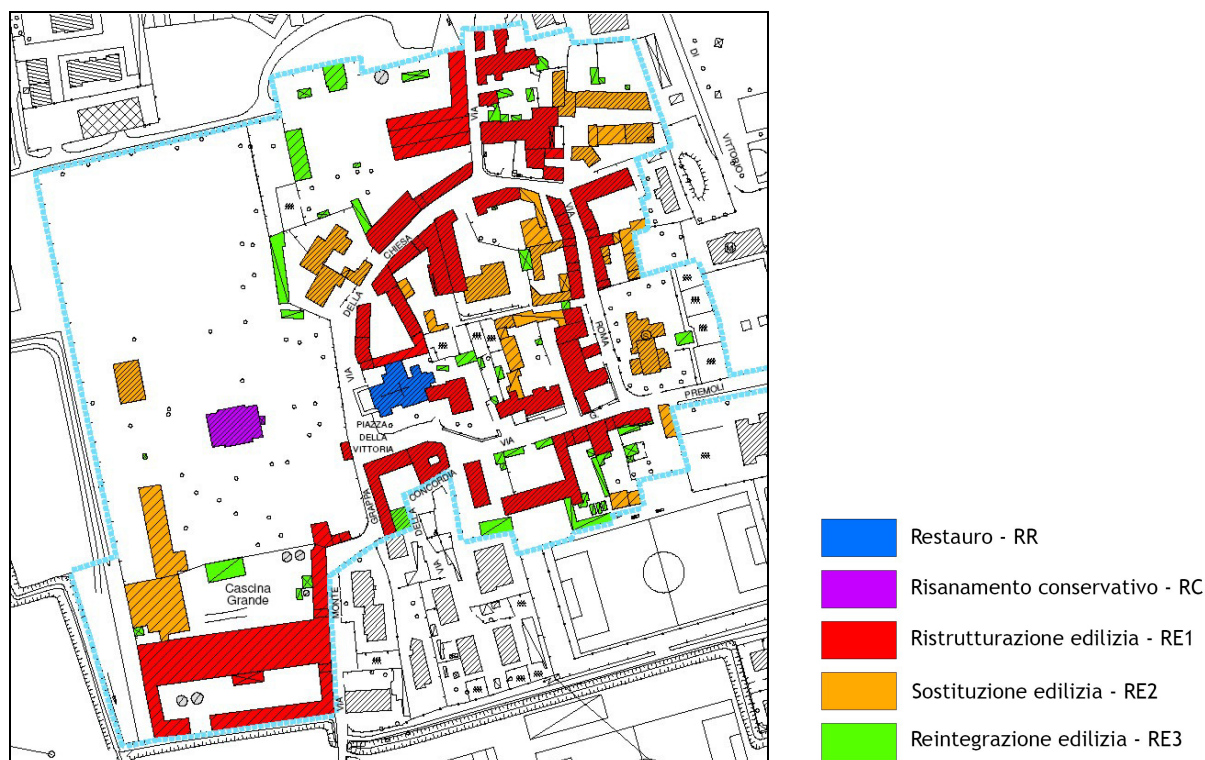 VIA
DI
VITTORIO
VIA
CHIESA
DELLA
ROMA
VIA
PREMOLI
PIAZZA
DELLA
VITTORIA
G.
VIA
CONCORDIA
DELLA
VIA
GRAPPA
MONTE
VIA
Cascina
Grande
M
Restauro - RR
Risanamento conservativo - RC
Ristrutturazione edilizia - RE1
Sostituzione edilizia - RE2
Reintegrazione edilizia - RE3